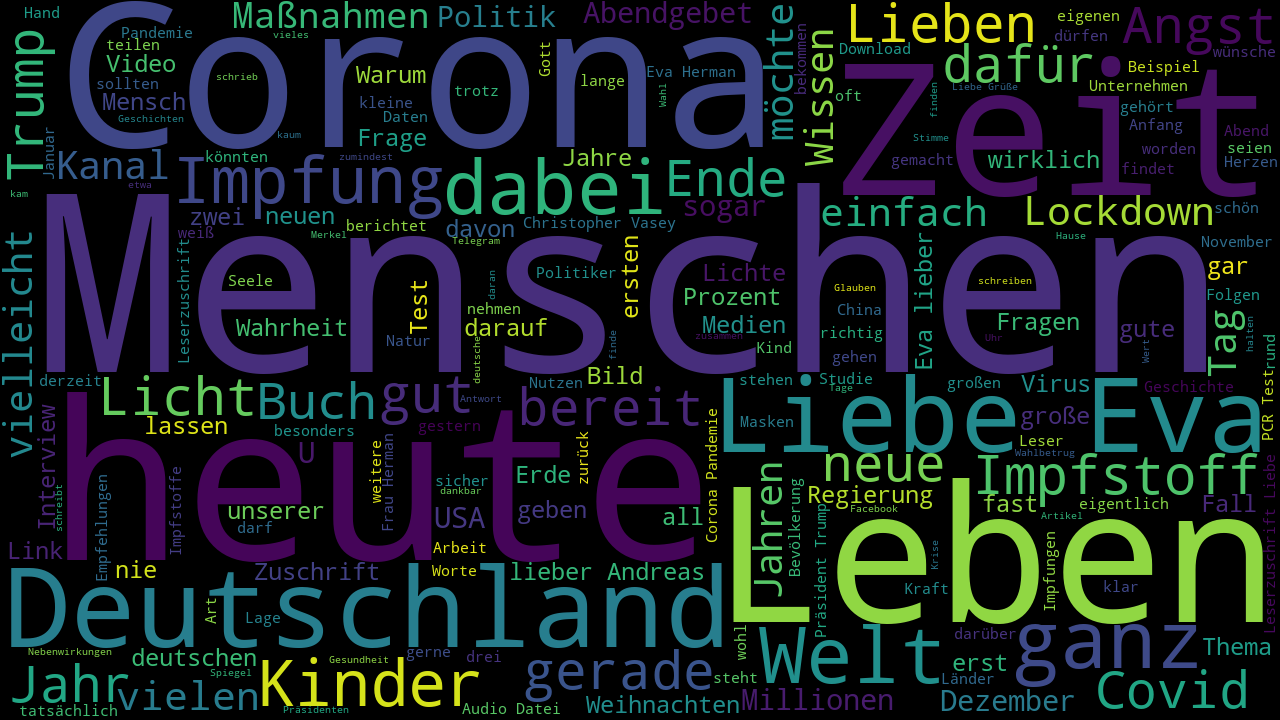 Hand
Pandemie
teilen
Video
sollten
Mensch
Geschichten
Maßnahmen
vieles
Politik
Abendgebet
Corona
schrieb
Warum
kleine
Daten
Frage
kaum
trotz
Gott
lange
Eva Herman
Wahl
möchte
bekommen
Wissen
Lieben
Download
oft
dafür
eigenen
dürfen
Angst
wünsche
Beispiel
Unternehmen
Liebe Grüße
finden
gehört
Anfang
Abend
seien
Stimme
worden
Herzen
gemacht
wirklich
findet
Zeit
Trump
Januar
Kanal
kam
etwa
Impfung
könnten
zumindest
dabei
Jahre
Ende
sogar
zwei
neuen
weiß
Merkel
berichtet
davon
Telegram
Christopher Vasey
einfach
Lockdown
schön
November
Hause
gar
vielleicht
Leserzuschrift
Menschen
Seele
Wahrheit
Test
Natur
nehmen
darauf
daran
Politiker
ersten
Lichte
Prozent
Medien
zusammen
Kind
finde
Glauben
China
richtig
gehen
Eva lieber
schreiben
Fragen
Uhr
gute
Wert
Tag
Folgen
halten
derzeit
Licht
lassen
Buch
besonders
gut
deutsche
Antwort
gestern
bereit
Nutzen
Bild
stehen
Studie
Tage
großen
Virus
große
Geschichte
PCR Test
rund
Masken
Liebe
Eva
Leser
Wahlbetrug
Interview
schreibt
heute
Empfehlungen
Impfstoffe
unserer
darf
U
weitere
Frau Herman
sicher
dankbar
USA
Arbeit
Worte
Erde
geben
zurück
all
Corona Pandemie
Jahren
Bevölkerung
neue
Regierung
Facebook
Präsident Trump
Impfstoff
fast
eigentlich
Artikel
Fall
Leserzuschrift Liebe
Leben
Krise
Kraft
Impfungen
klar
Link
nie
Zuschrift
lieber Andreas
Deutschland
Art
Lage
Nebenwirkungen
deutschen
Spiegel
Gesundheit
gerne
drei
gerade
steht
wohl
Welt
darüber
erst
Länder
ganz
Thema
Jahr
tatsächlich
vielen
Kinder
Präsidenten
Audio Datei
Weihnachten
Millionen
Dezember
Covid